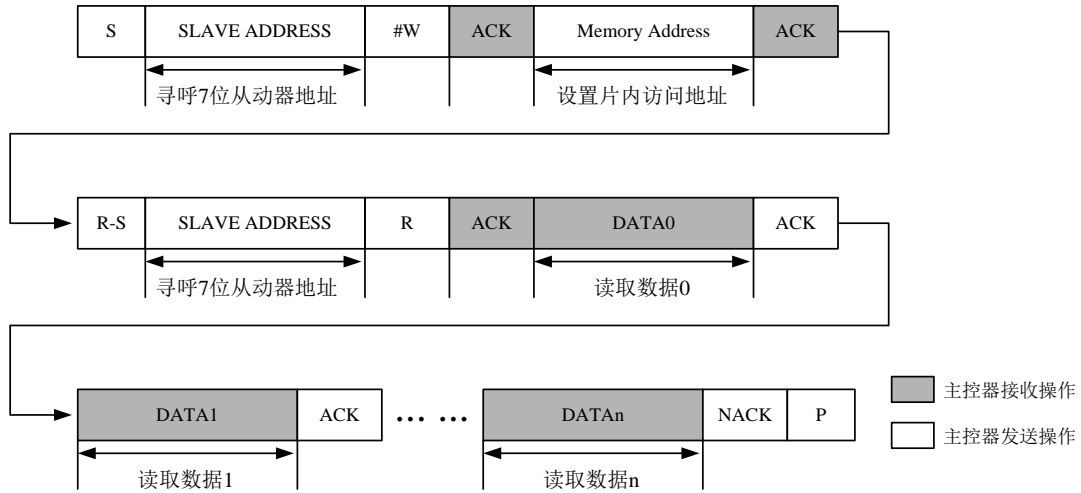 S SLAVE ADDRESS #W ACK Memory Address ACK
寻呼7位从动器地址 设置片内访问地址
R-S SLAVE ADDRESS R ACK DATA0 ACK
寻呼7位从动器地址 读取数据0
DATA1 ACK … … DATAn NACK P
读取数据1 读取数据n
主控器接收操作
主控器发送操作